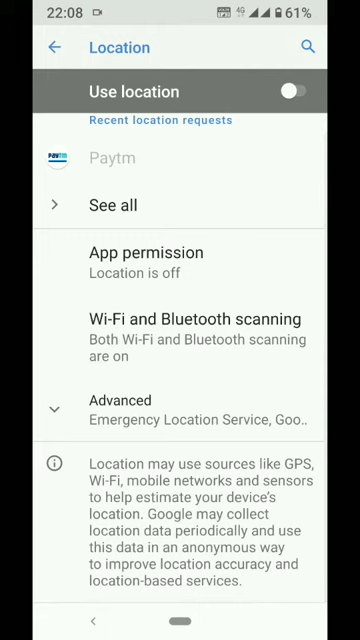 22:08 4G 61%
Location
Use location
Recent location requests
Paytm
Paytm
See all
App permission
Location is off
Wi-Fi and Bluetooth scanning
Both Wi-Fi and Bluetooth scanning
are on
Advanced
Emergency Location Service, Goo..
Location may use sources like GPS,
Wi-Fi, mobile networks and sensors
to help estimate your device's
location. Google may collect
location data periodically and use
this data in an anonymous way
to improve location accuracy and
location-based services.